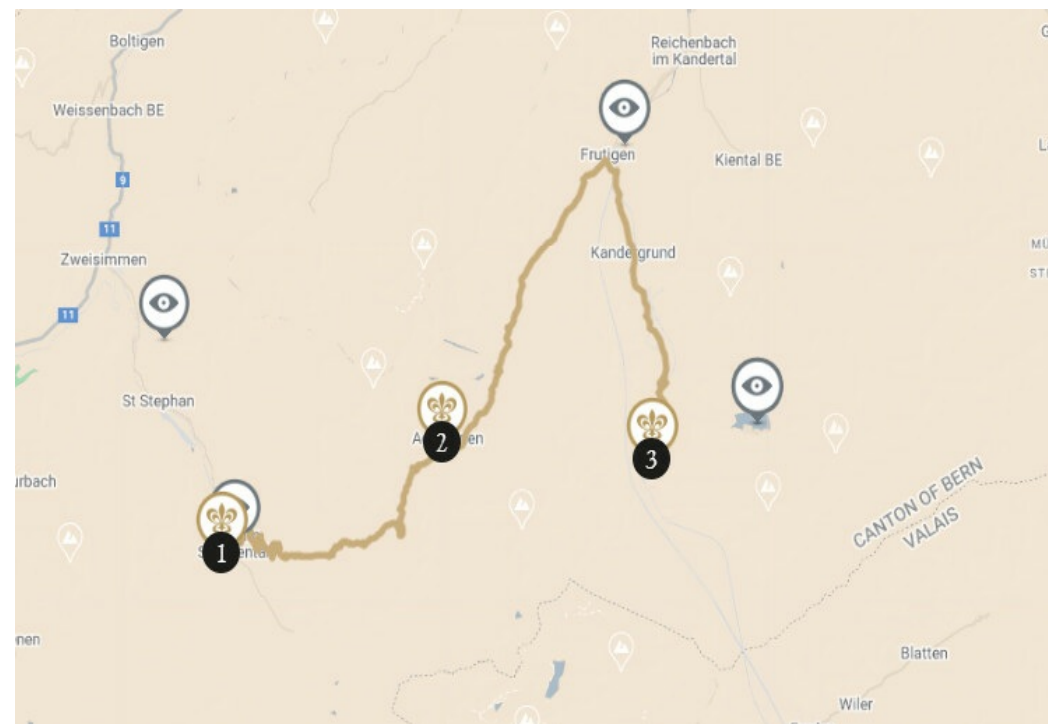 Boltigen
Reichenbach
im Kandertal
Weissenbach BE
Frutigen
Kiental BE
9
11
Zweisimmen
Kandergrund
11
St Stephan
2
3
CANTON OF BERN
VALAIS
1
Blatten
Wiler